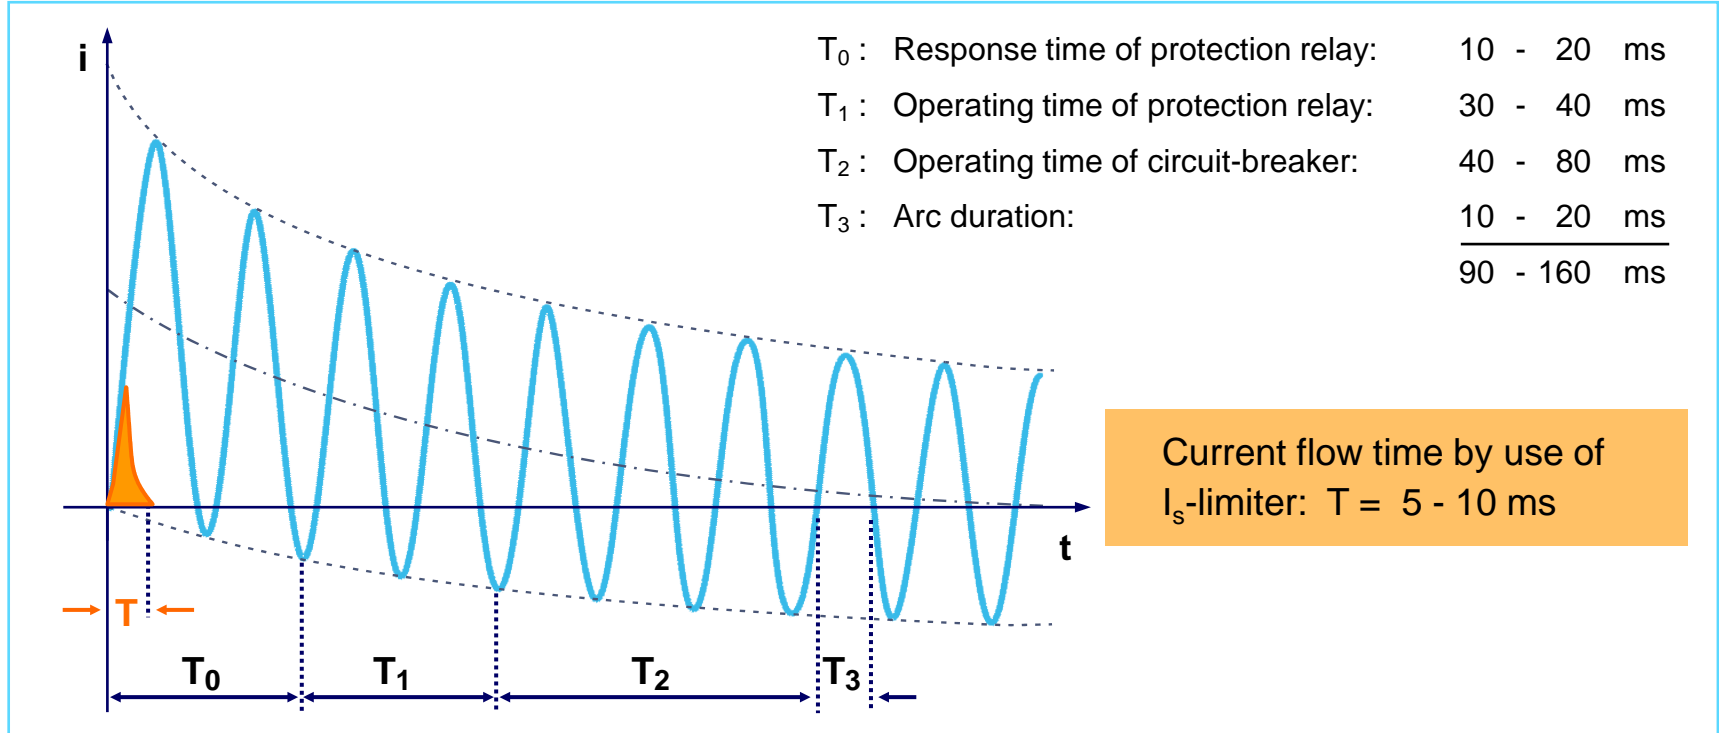 i
T₀ : Response time of protection relay: 10 - 20 ms
T₁ : Operating time of protection relay: 30 - 40 ms
T₂ : Operating time of circuit-breaker: 40 - 80 ms
T₃ : Arc duration: 10 - 20 ms
90 - 160 ms
Current flow time by use of
Iₛ-limiter: T = 5 - 10 ms
t
T
T₀ T₁ T₂ T₃